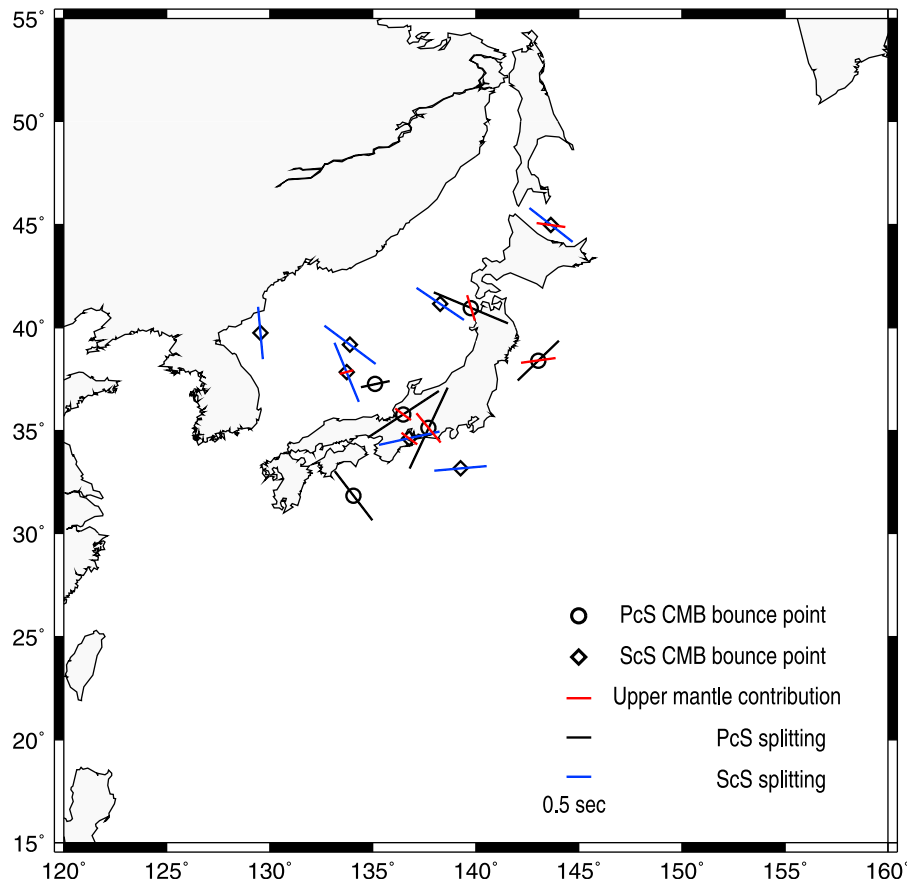 55˚
50˚
45˚
40˚
35˚
30˚
25˚
20˚
15˚
120˚ 125˚ 130˚ 135˚ 140˚ 145˚ 150˚ 155˚ 160˚
PcS CMB bounce point
ScS CMB bounce point
Upper mantle contribution
PcS splitting
ScS splitting
0.5 sec